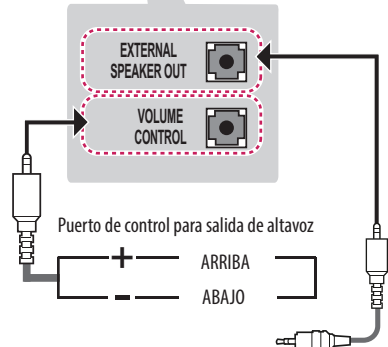 EXTERNAL
SPEAKER OUT
VOLUME
CONTROL
Puerto de control para salida de altavoz
+ ARRIBA
- ABAJO